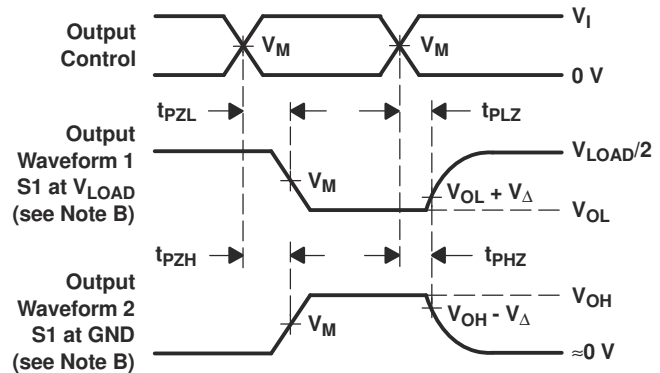 Output
Control
V_M
V_M
V_I
0 V
t_PZL
t_PLZ
Output
Waveform 1
S1 at V_LOAD
(see Note B)
V_M
V_LOAD/2
V_OL + V_Δ
V_OL
t_PZH
t_PHZ
Output
Waveform 2
S1 at GND
(see Note B)
V_M
V_OH
V_OH - V_Δ
≈0 V